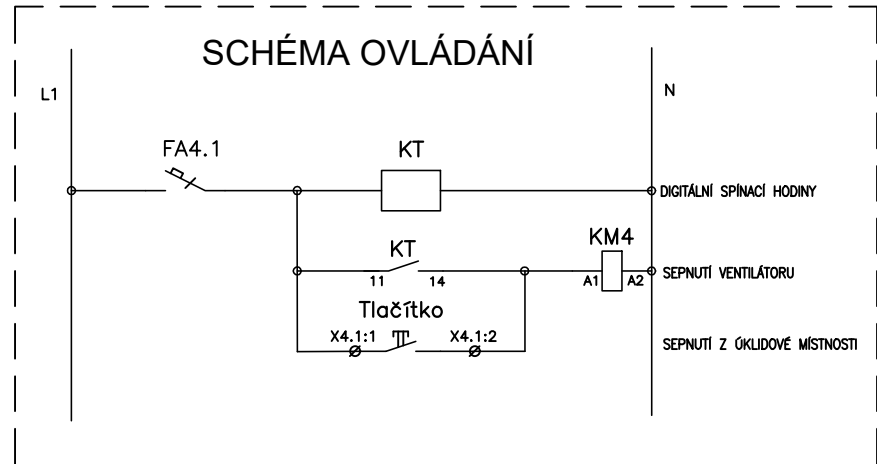 SCHÉMA OVLÁDÁNÍ
L1
N
FA4.1
KT
DIGITÁLNÍ SPÍNACÍ HODINY
KT
KM4
11
14
A1
A2
SEPNUTÍ VENTILÁTORU
Tlačítko
X4.1:1
X4.1:2
SEPNUTÍ Z ÚKLIDOVÉ MÍSTNOSTI